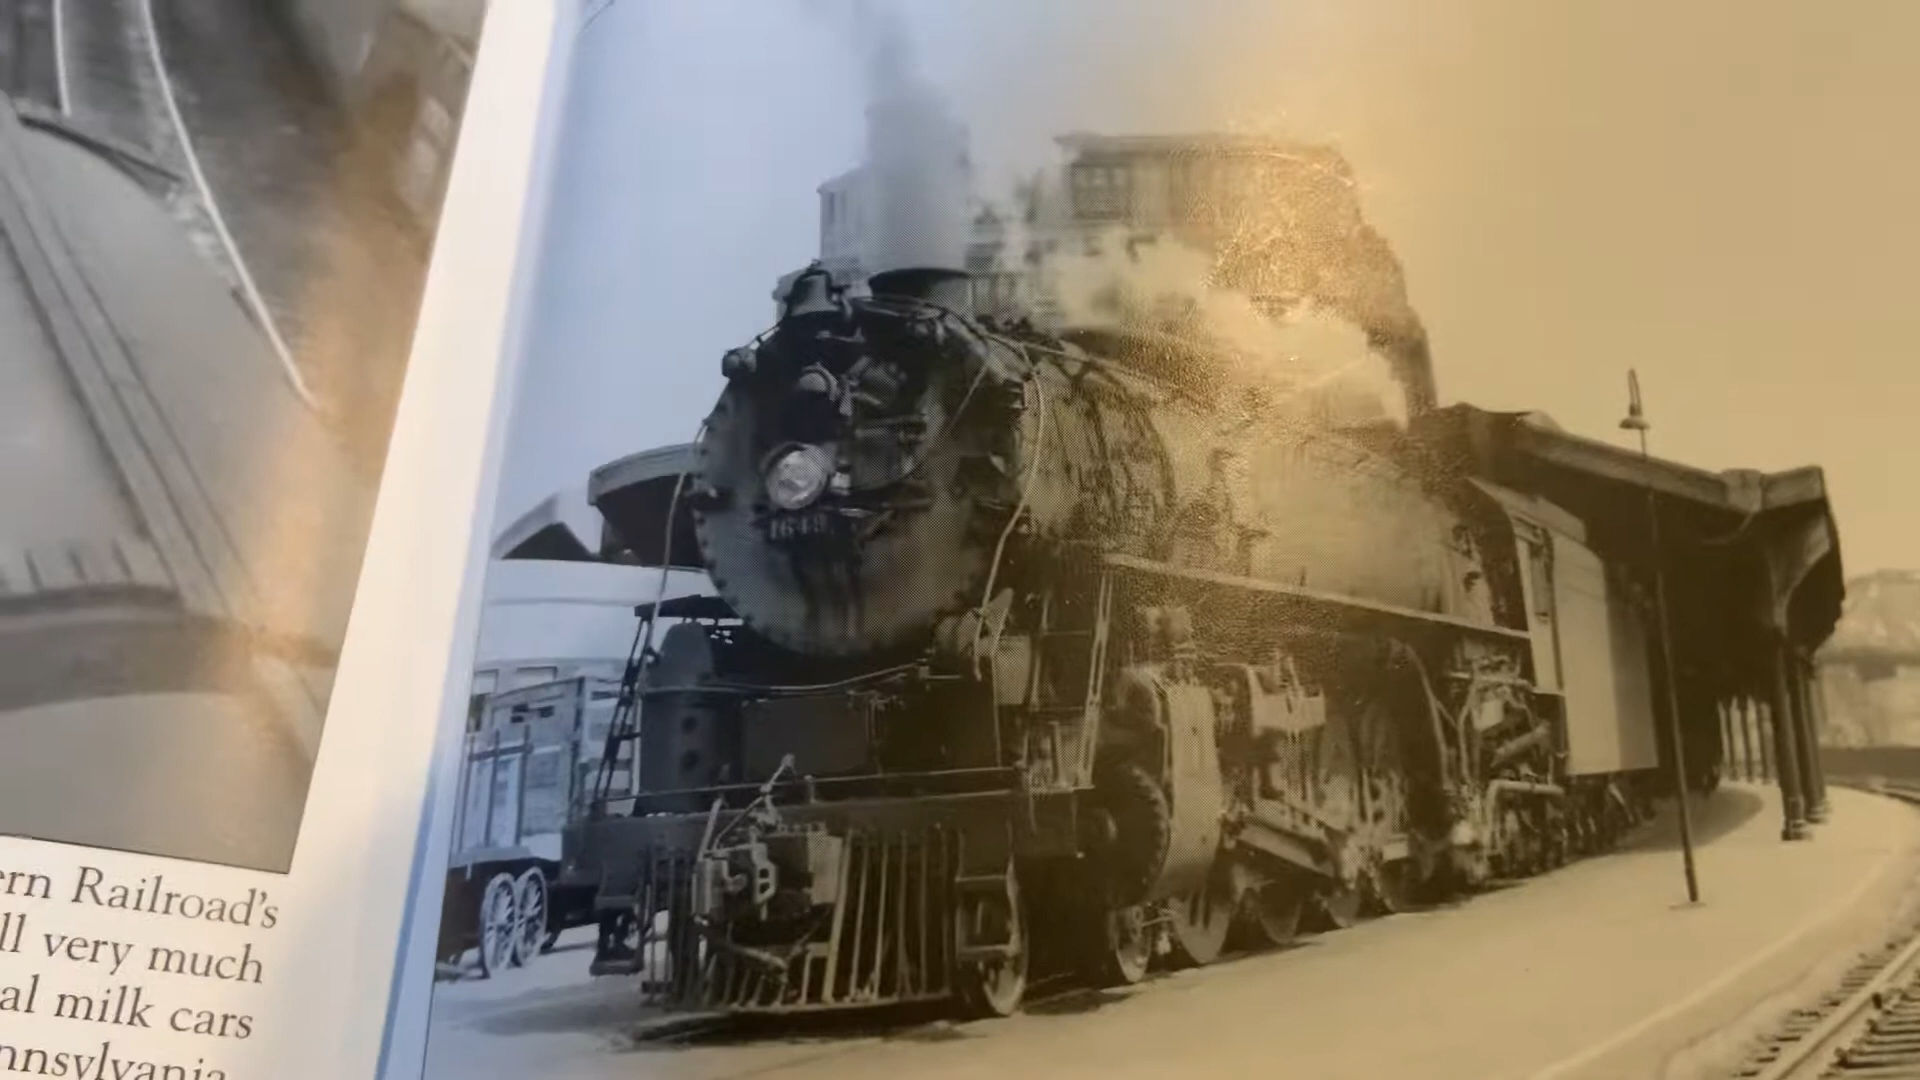 ern Railroad's
ll very much
al milk cars
nnsylvania
1649